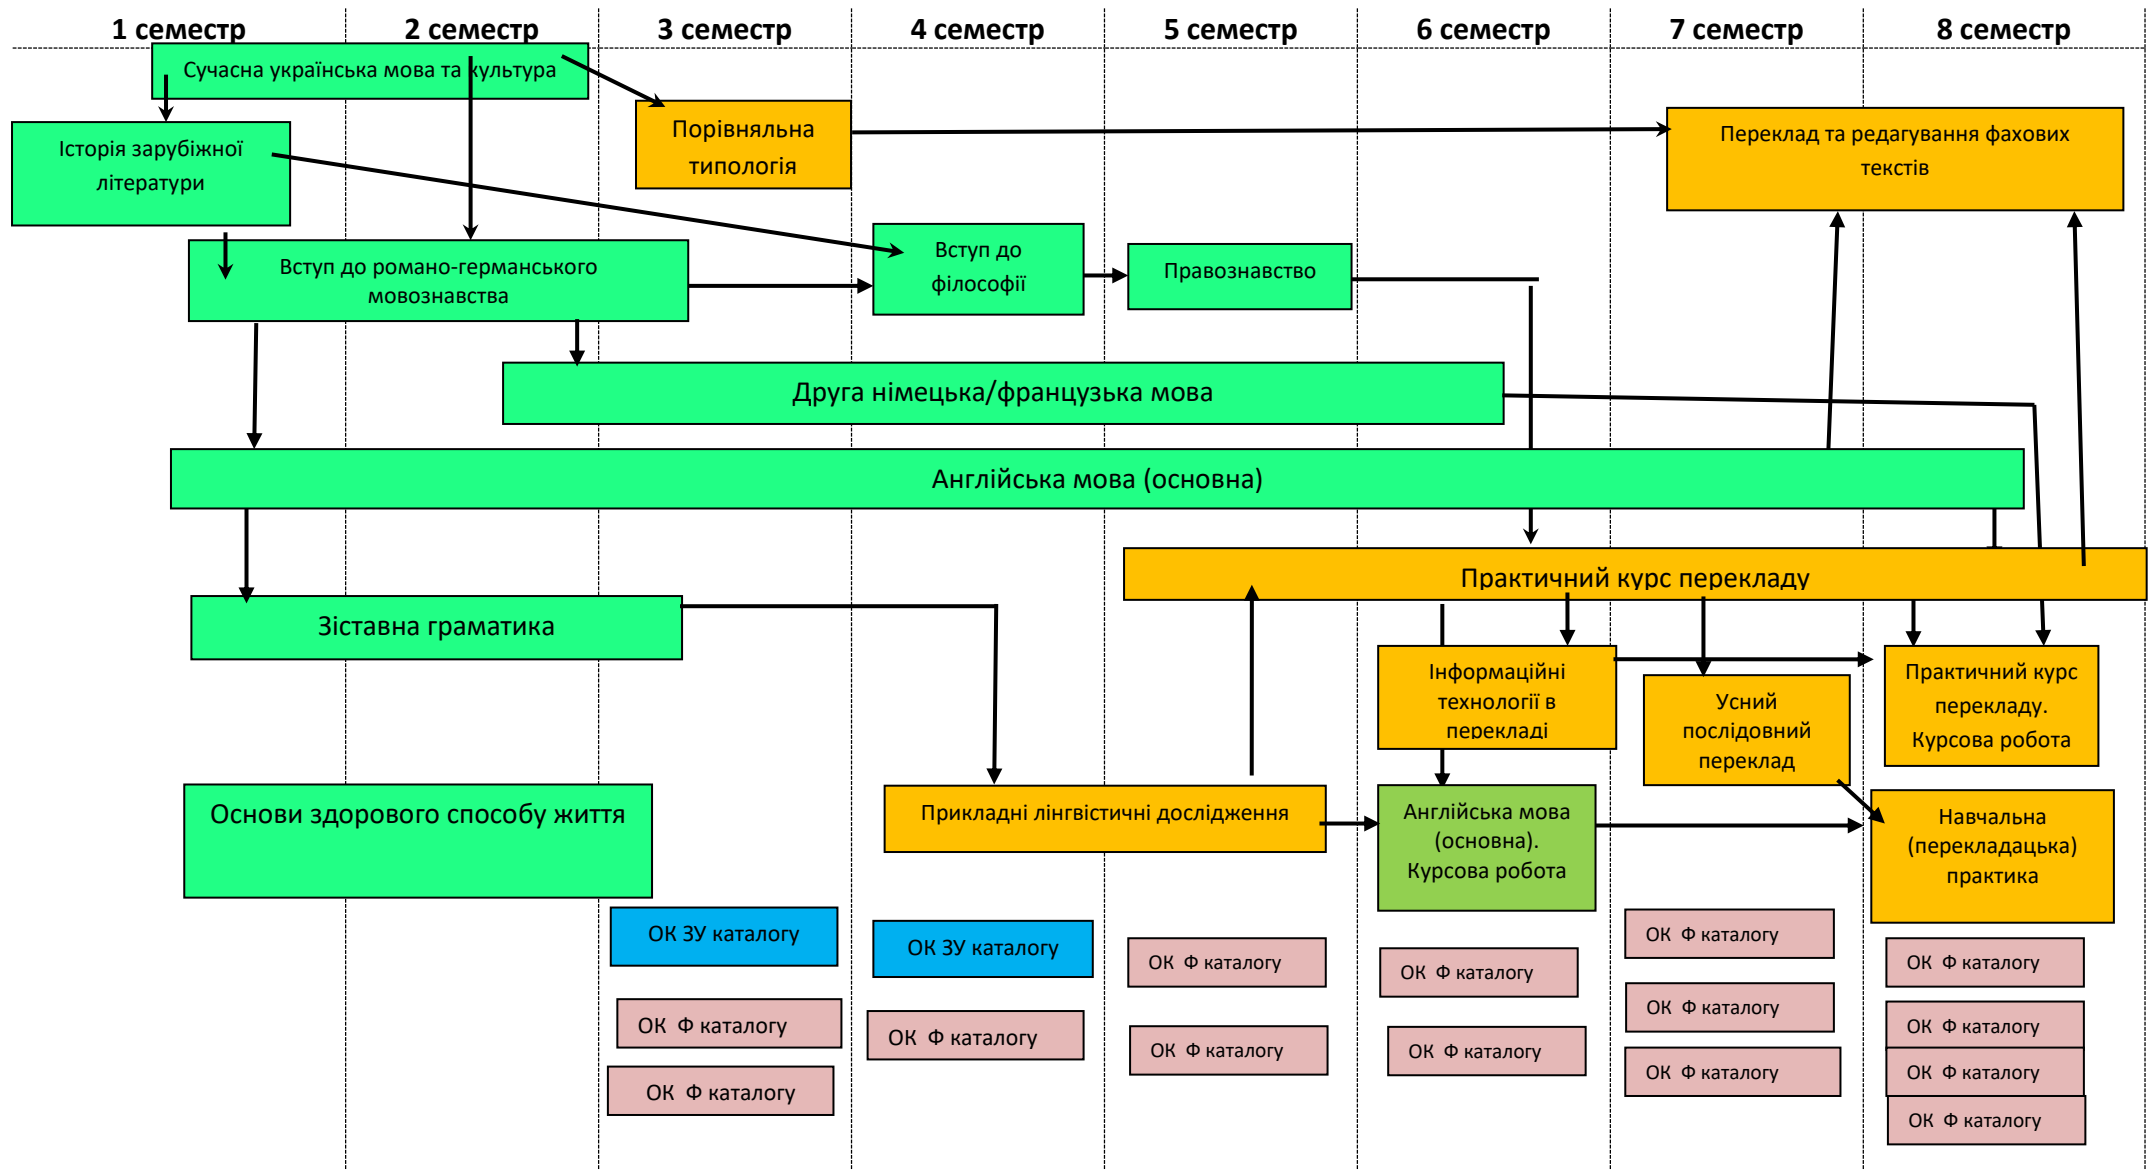 1 семестр
2 семестр
3 семестр
4 семестр
5 семестр
6 семестр
7 семестр
8 семестр
Сучасна українська мова та культура
Історія зарубіжної
літератури
Порівняльна
типологія
Переклад та редагування фахових
текстів
Вступ до романо-германського
мовознавства
Вступ до
філософії
Правознавство
Друга німецька/французька мова
Англійська мова (основна)
Практичний курс перекладу
Зіставна граматика
Інформаційні
технології в
перекладі
Усний
послідовний
переклад
Практичний курс
перекладу.
Курсова робота
Основи здорового способу життя
Прикладні лінгвістичні дослідження
Англійська мова
(основна).
Курсова робота
Навчальна
(перекладацька)
практика
ОК ЗУ каталогу
ОК ЗУ каталогу
ОК Ф каталогу
ОК Ф каталогу
ОК Ф каталогу
ОК Ф каталогу
ОК Ф каталогу
ОК Ф каталогу
ОК Ф каталогу
ОК Ф каталогу
ОК Ф каталогу
ОК Ф каталогу
ОК Ф каталогу
ОК Ф каталогу
ОК Ф каталогу
ОК Ф каталогу